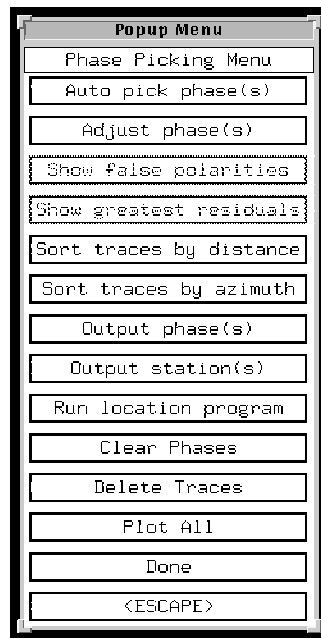 Popup Menu
Phase Picking Menu
Auto pick phase(s)
Adjust phase(s)
Show false polarities
Show greatest residuals
Sort traces by distance
Sort traces by azimuth
Output phase(s)
Output station(s)
Run location program
Clear Phases
Delete Traces
Plot All
Done
<ESCAPE>